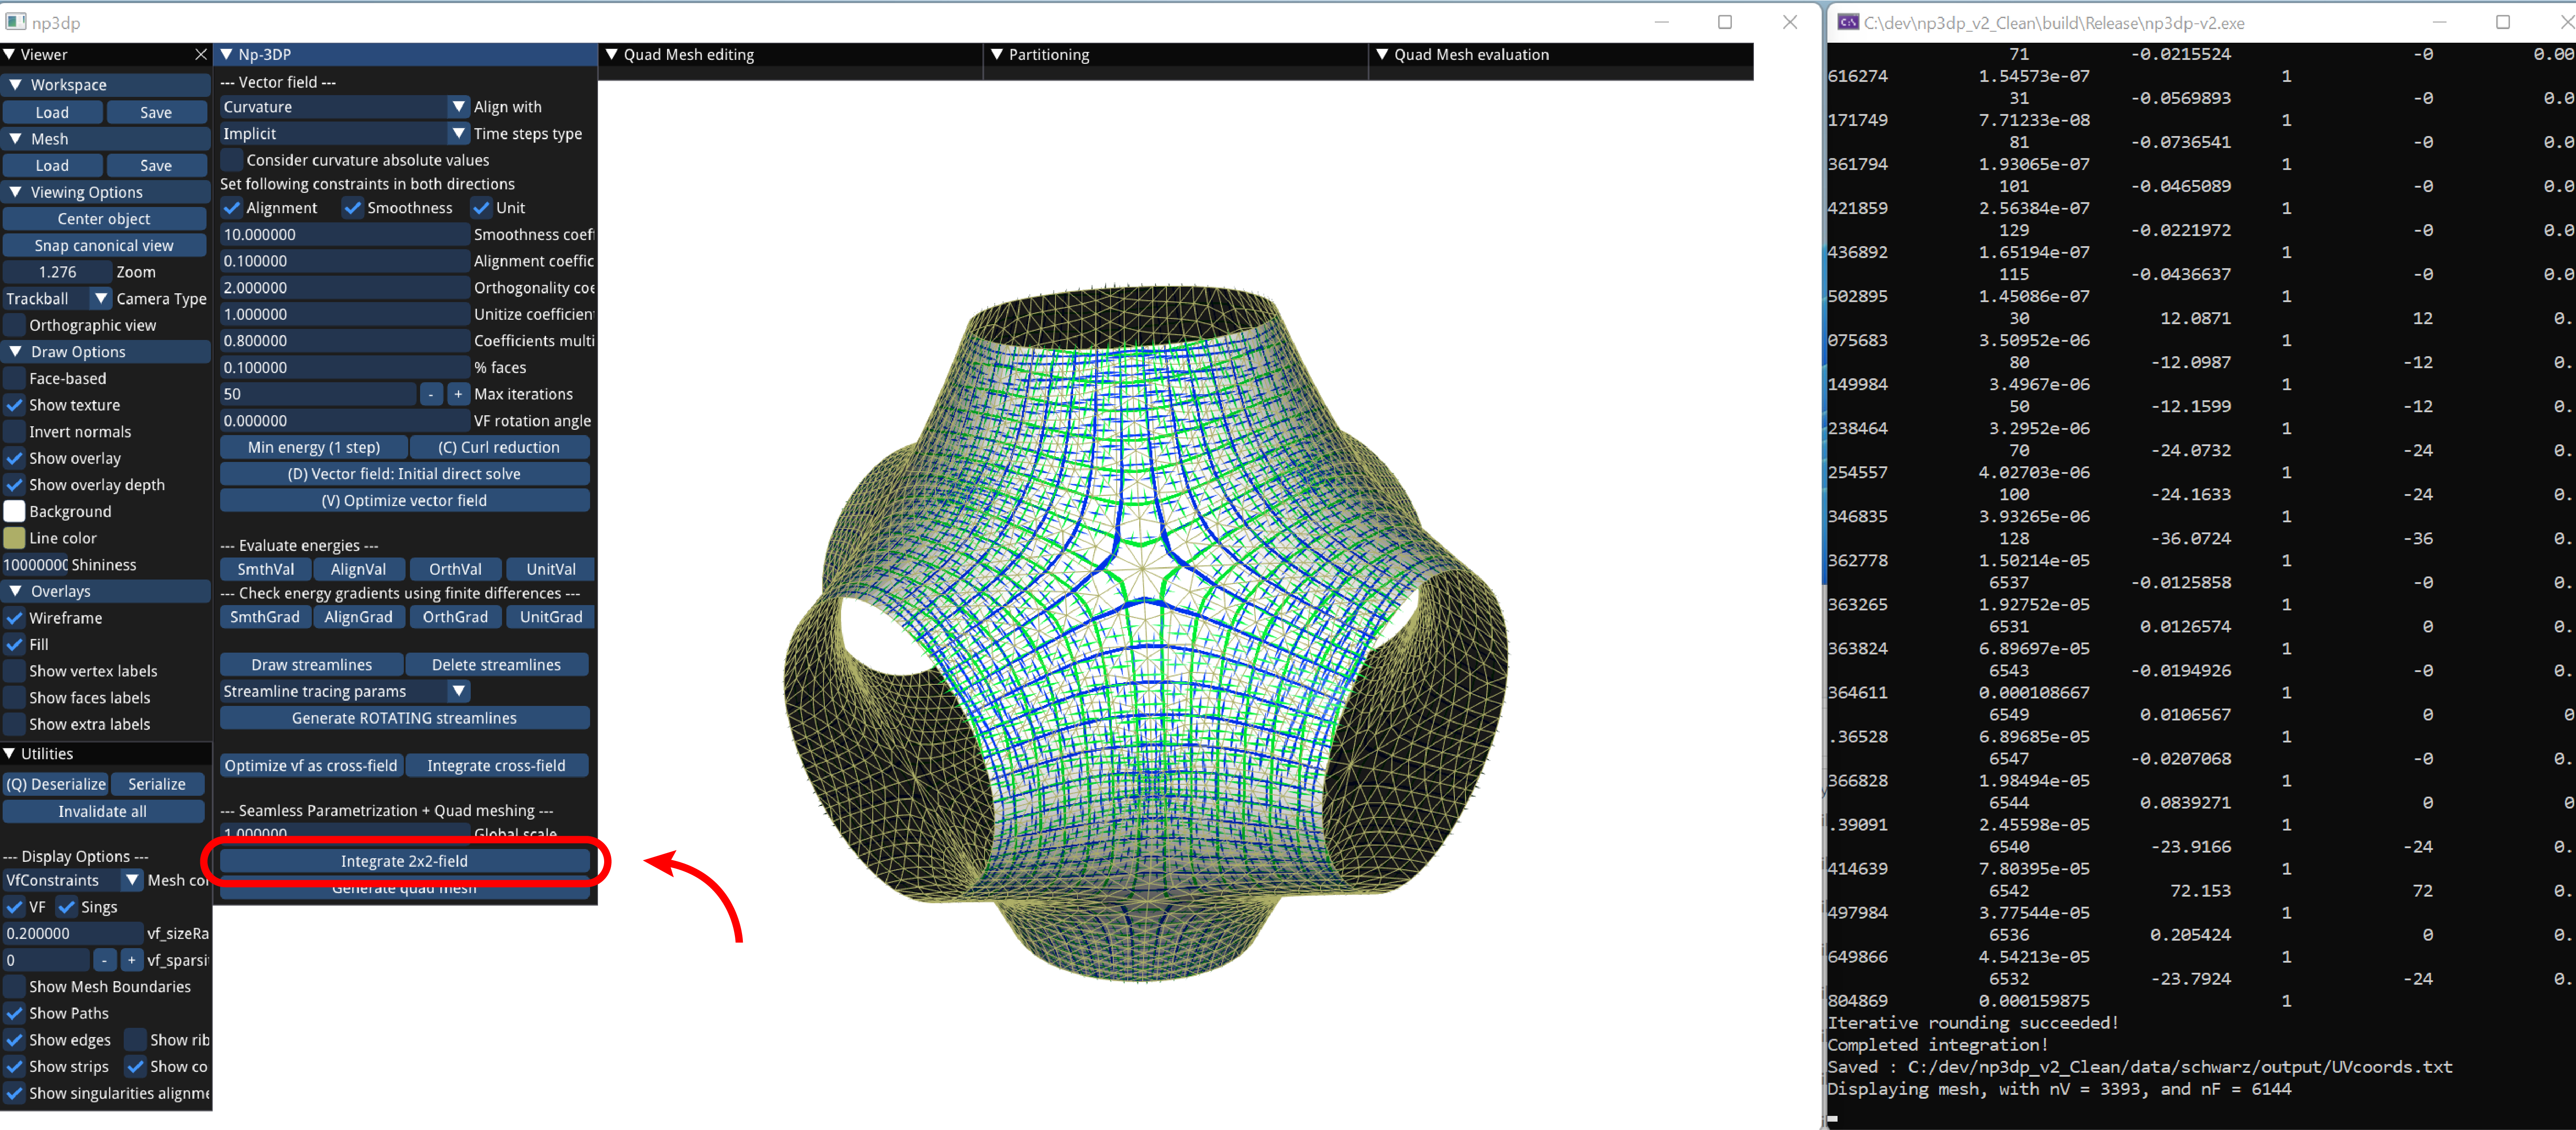 np3dp
Viewer
Workspace
Load Save
Mesh
Load Save
Viewing Options
Center object
Snap canonical view
1.276 Zoom
Trackball Camera Type
Orthographic view
Draw Options
Face-based
Show texture
Invert normals
Show overlay
Show overlay depth
Background
Line color
10000000 Shininess
Overlays
Wireframe
Fill
Show vertex labels
Show faces labels
Show extra labels
Utilities
(Q) Deserialize Serialize
Invalidate all
--- Display Options ---
VfConstraints Mesh co
VF Sings
0.200000 vf_sizeRa
0 - + vf_sparsi
Show Mesh Boundaries
Show Paths
Show edges Show rib
Show strips Show co
Show singularities alignme
Np-3DP
--- Vector field ---
Curvature Align with
Implicit Time steps type
Consider curvature absolute values
Set following constraints in both directions
Alignment Smoothness Unit
10.000000 Smoothness coef
0.100000 Alignment coeffic
2.000000 Orthogonality coe
1.000000 Unitize coefficien
0.800000 Coefficients multi
0.100000 % faces
50 - + Max iterations
0.000000 VF rotation angle
Min energy (1 step) (C) Curl reduction
(D) Vector field: Initial direct solve
(V) Optimize vector field
--- Evaluate energies ---
SmthVal AlignVal OrthVal UnitVal
--- Check energy gradients using finite differences ---
SmthGrad AlignGrad OrthGrad UnitGrad
Draw streamlines Delete streamlines
Streamline tracing params
Generate ROTATING streamlines
Optimize vf as cross-field Integrate cross-field
--- Seamless Parametrization + Quad meshing ---
1.000000 Global scale
Integrate 2x2-field
Generate quad mesh
Quad Mesh editing
Partitioning
Quad Mesh evaluation
C:\dev\np3dp_v2_Clean\build\Release\np3dp-v2.exe
71 -0.0215524 -0 0.00
616274 1.54573e-07 1
31 -0.0569893 -0 0.0
171749 7.71233e-08 1
81 -0.0736541 -0 0.0
361794 1.93065e-07 1
101 -0.0465089 -0 0.0
421859 2.56384e-07 1
129 -0.0221972 -0 0.0
436892 1.65194e-07 1
115 -0.0436637 -0 0.0
502895 1.45086e-07 1
30 12.0871 12 0.
075683 3.50952e-06 1
80 -12.0987 -12 0.
149984 3.4967e-06 1
50 -12.1599 -12 0.
238464 3.2952e-06 1
70 -24.0732 -24 0.
254557 4.02703e-06 1
100 -24.1633 -24 0.
346835 3.93265e-06 1
128 -36.0724 -36 0.
362778 1.50214e-05 1
6537 -0.0125858 -0 0.
363265 1.92752e-05 1
6531 0.0126574 0 0.
363824 6.89697e-05 1
6543 -0.0194926 -0 0.
364611 0.000108667 1
6549 0.0106567 0 0
.36528 6.89685e-05 1
6547 -0.0207068 -0 0.
366828 1.98494e-05 1
6544 0.0839271 0 0
.39091 2.45598e-05 1
6540 -23.9166 -24 0.
414639 7.80395e-05 1
6542 72.153 72 0.
497984 3.77544e-05 1
6536 0.205424 0 0.
649866 4.54213e-05 1
6532 -23.7924 -24 0.
804869 0.000159875 1
Iterative rounding succeeded!
Completed integration!
Saved : C:/dev/np3dp_v2_Clean/data/schwarz/output/UVcoords.txt
Displaying mesh, with nV = 3393, and nF = 6144